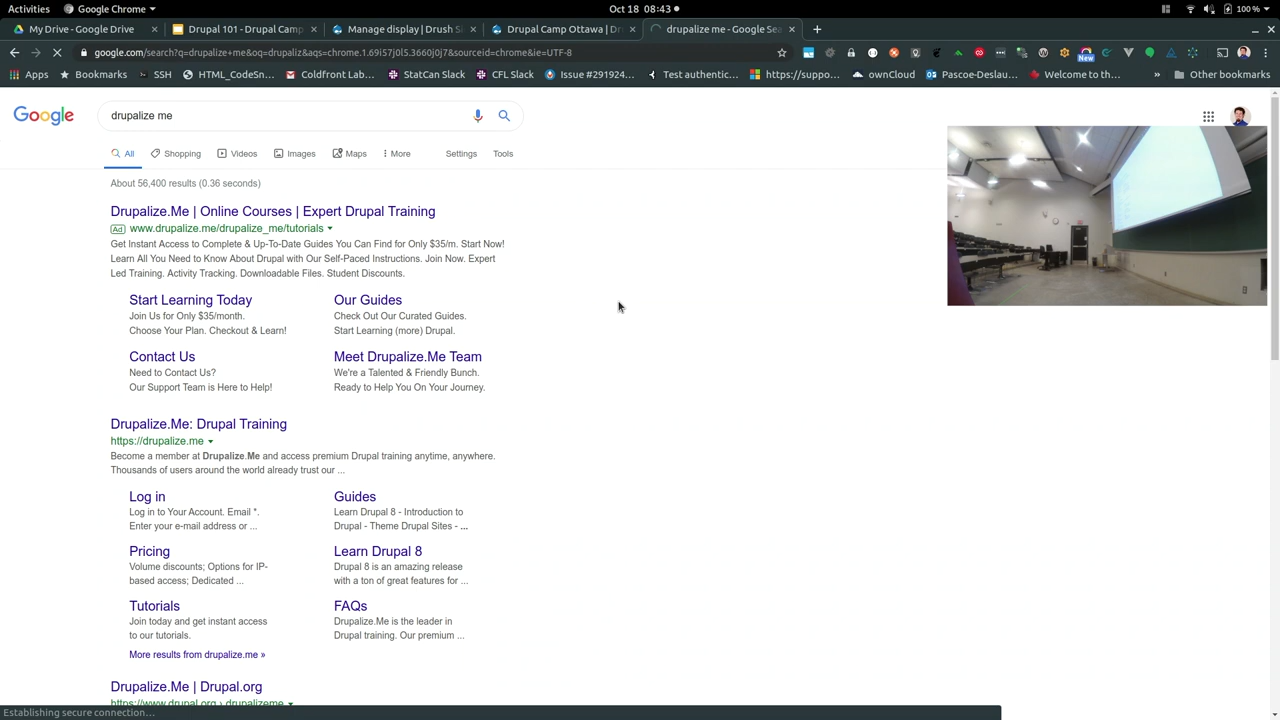 Activities Google Chrome Oct 18 08:43 100 %
My Drive - Google Drive Drupal 101 - Drupal Camp Manage display | Drush Si Drupal Camp Ottawa | Dr drupalize me - Google Sea
google.com/search?q=drupalize+me&oq=drupaliz&aqs=chrome.1.69i57j0l5.3660j0j7&sourceid=chrome&ie=UTF-8
New
Apps Bookmarks SSH HTML_CodeSn... Coldfront Lab... StatCan Slack CFL Slack Issue #291924... Test authentic... https://suppo... ownCloud Pascoe-Deslau... Welcome to th... » Other bookmarks
Google drupalize me
All Shopping Videos Images Maps More Settings Tools
About 56,400 results (0.36 seconds)
Drupalize.Me | Online Courses | Expert Drupal Training
Ad www.drupalize.me/drupalize_me/tutorials
Get Instant Access to Complete & Up-To-Date Guides You Can Find for Only $35/m. Start Now!
Learn All You Need to Know About Drupal with Our Self-Paced Instructions. Join Now. Expert
Led Training. Activity Tracking. Downloadable Files. Student Discounts.
Start Learning Today
Join Us for Only $35/month.
Choose Your Plan. Checkout & Learn!
Our Guides
Check Out Our Curated Guides.
Start Learning (more) Drupal.
Contact Us
Need to Contact Us?
Our Support Team is Here to Help!
Meet Drupalize.Me Team
We're a Talented & Friendly Bunch.
Ready to Help You On Your Journey.
Drupalize.Me: Drupal Training
https://drupalize.me
Become a member at Drupalize.Me and access premium Drupal training anytime, anywhere.
Thousands of users around the world already trust our ...
Log in
Log in to Your Account. Email *.
Enter your e-mail address or ...
Guides
Learn Drupal 8 - Introduction to
Drupal - Theme Drupal Sites - ...
Pricing
Volume discounts; Options for IP-
based access; Dedicated ...
Learn Drupal 8
Drupal 8 is an amazing release
with a ton of great features for ...
Tutorials
Join today and get instant access
to our tutorials.
FAQs
Drupalize.Me is the leader in
Drupal training. Our premium ...
More results from drupalize.me »
Drupalize.Me | Drupal.org
https://www.drupal.org › drupalizeme
Establishing secure connection...